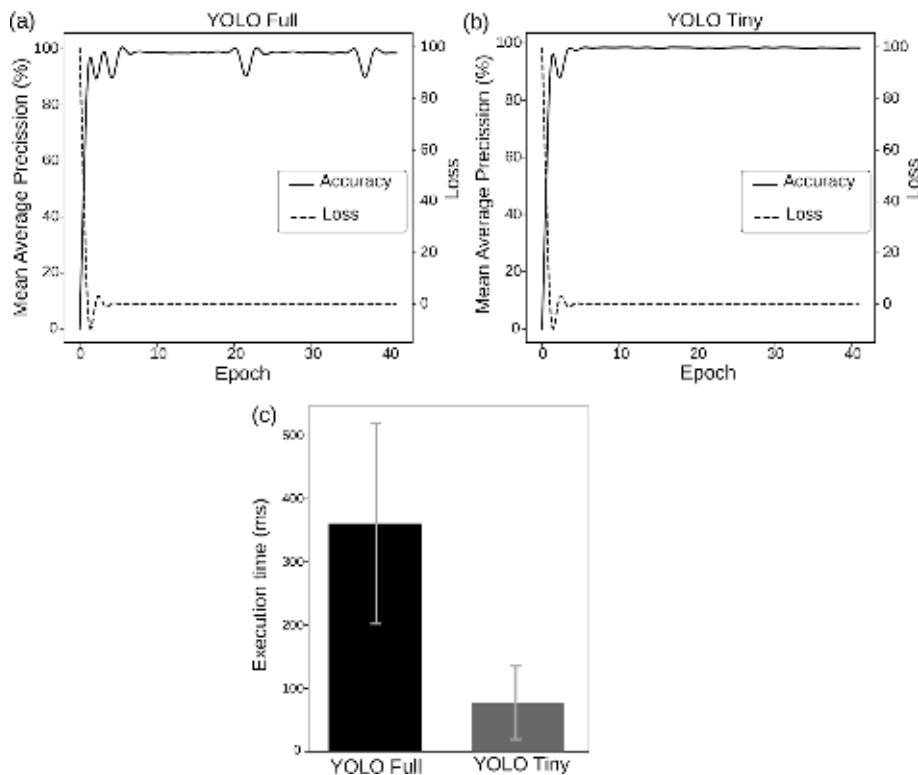 (a) YOLO Full
Mean Average Precission (%)
100
80
60
40
20
0
100
80
60
40
20
0
Loss
Accuracy
Loss
0 10 20 30 40
Epoch
(b) YOLO Tiny
Mean Average Precission (%)
100
80
60
40
20
0
100
80
60
40
20
0
Loss
Accuracy
Loss
0 10 20 30 40
Epoch
(c)
Execution time (ms)
500
400
300
200
100
0
YOLO Full YOLO Tiny